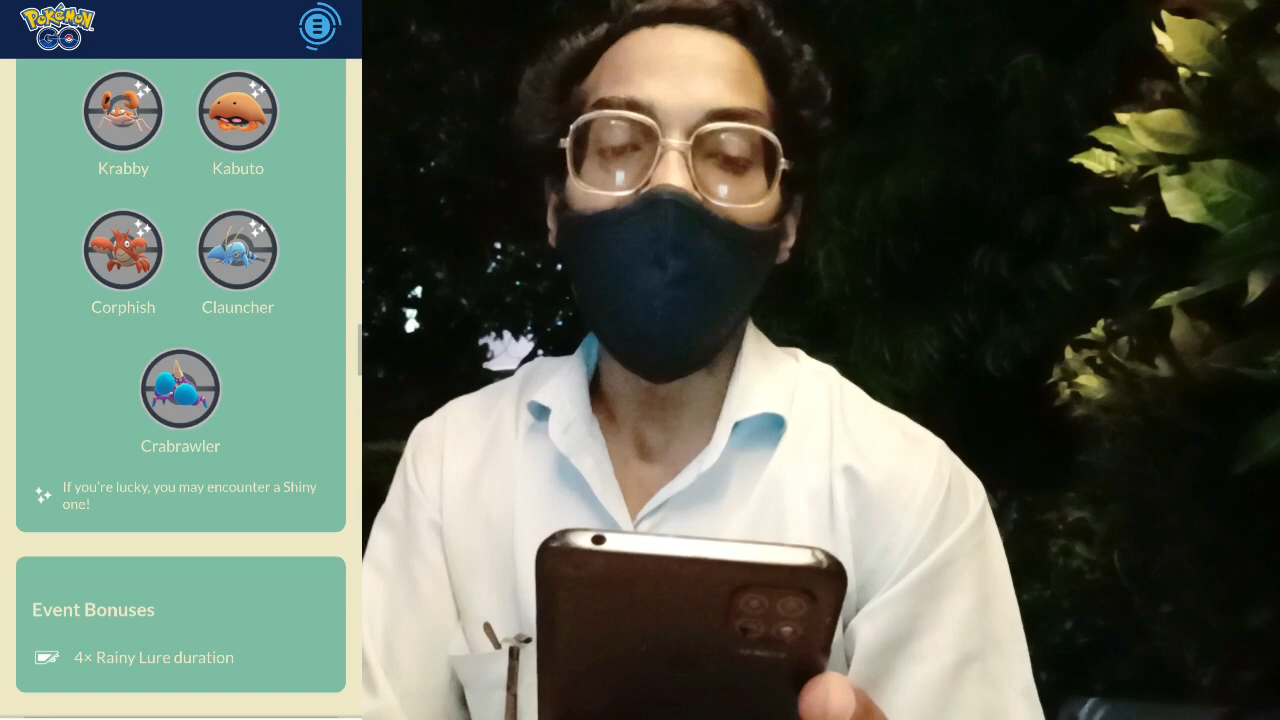 Pokémon
GO
Krabby
Kabuto
Corphish
Clauncher
Crabrawler
If you're lucky, you may encounter a Shiny
one!
Event Bonuses
4× Rainy Lure duration